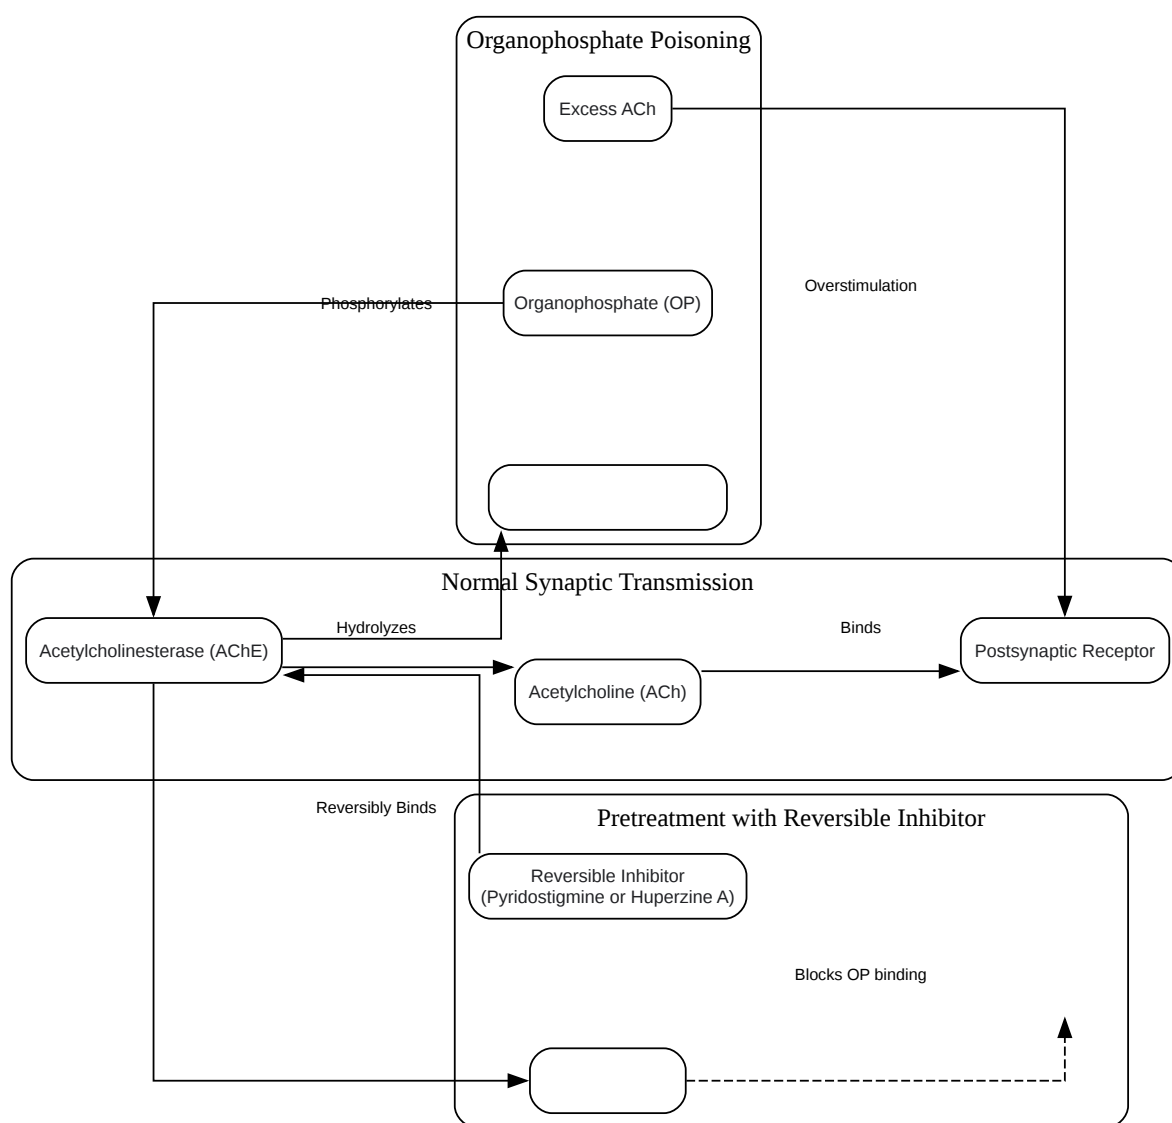 Organophosphate Poisoning
Excess ACh
Overstimulation
Phosphorylates
Organophosphate (OP)
Normal Synaptic Transmission
Hydrolyzes
Binds
Acetylcholinesterase (AChE)
Postsynaptic Receptor
Acetylcholine (ACh)
Reversibly Binds
Pretreatment with Reversible Inhibitor
Reversible Inhibitor
(Pyridostigmine or Huperzine A)
Blocks OP binding